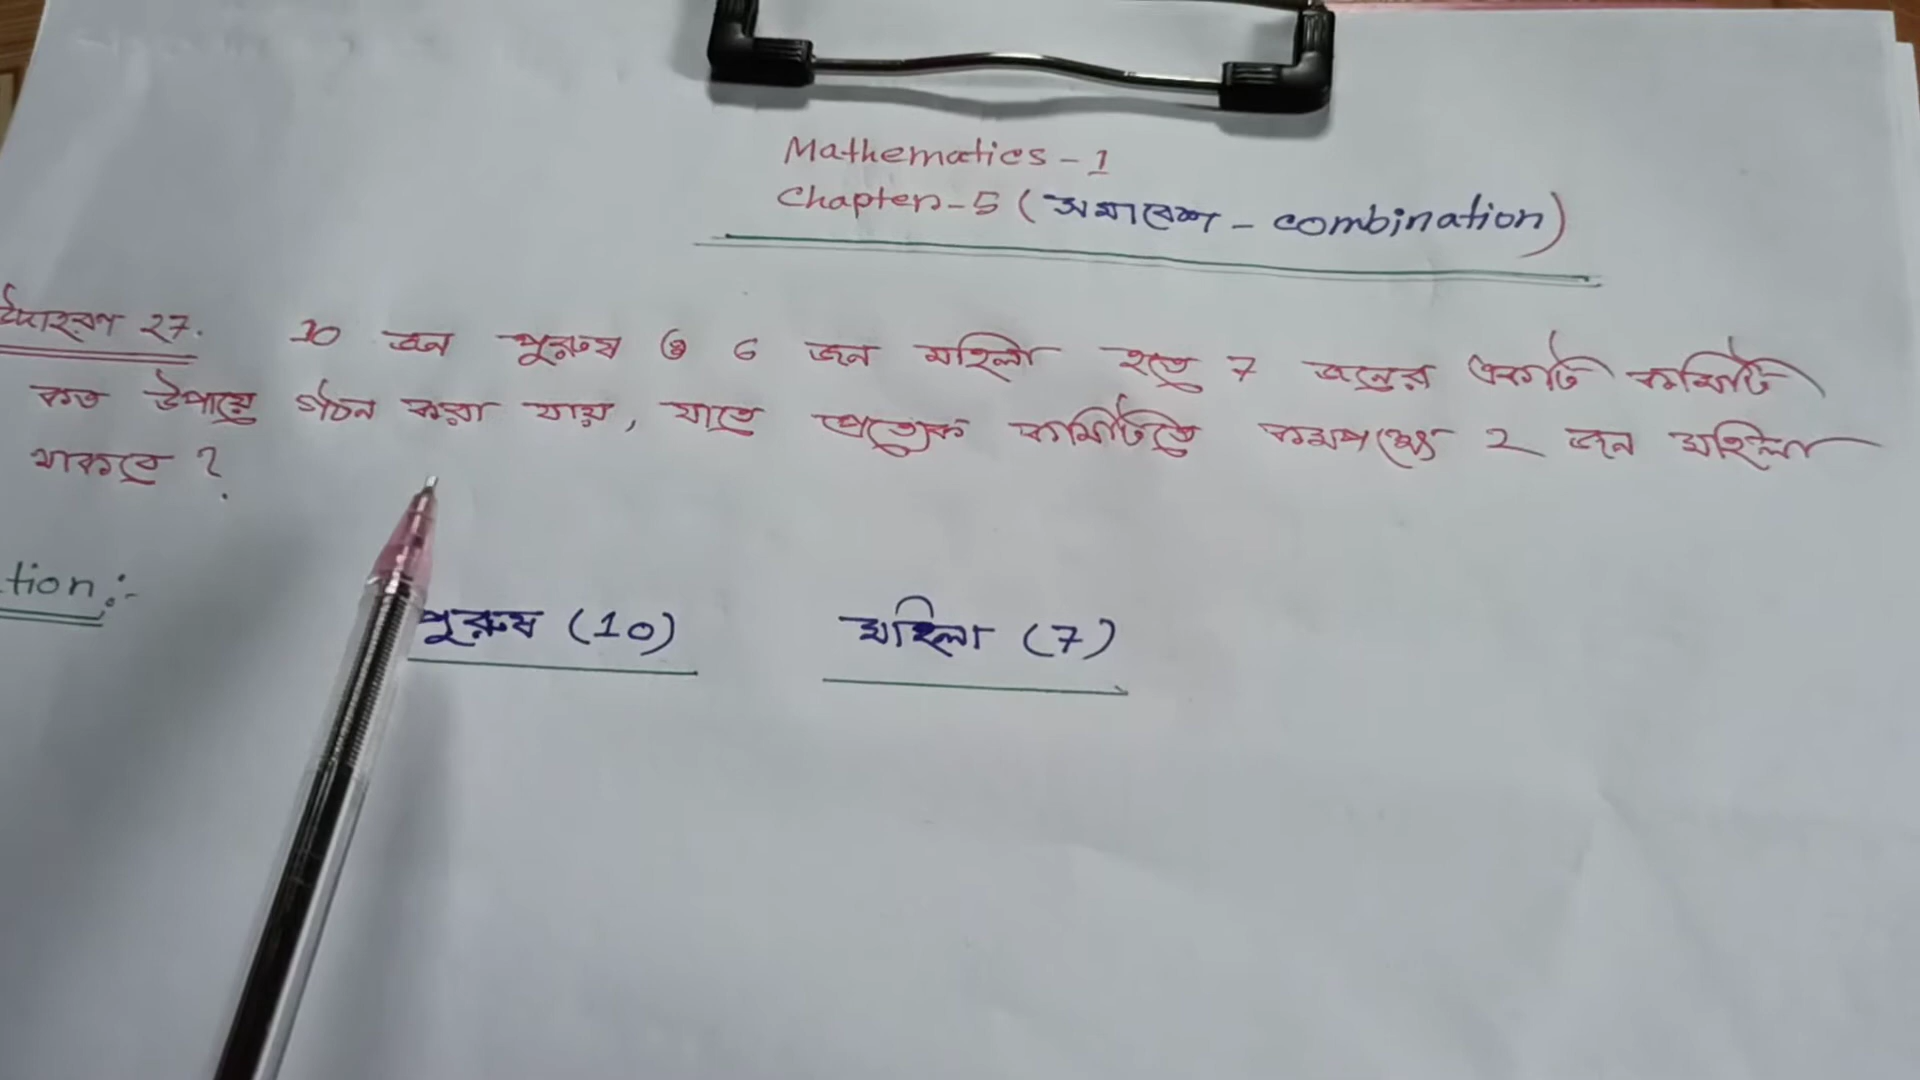 Mathematics - 1
Chapter - 5 (সমাবেশ - combination)
উদাহরণ 27. 10 জন পুরুষ ও 6 জন মহিলা হতে 7 জনের একটি কমিটি
কত উপায়ে গঠন করা যায়, যাতে প্রত্যেক কমিটিতে কমপক্ষে 2 জন মহিলা
থাকবে ?
tion :-
পুরুষ (10) মহিলা (7)